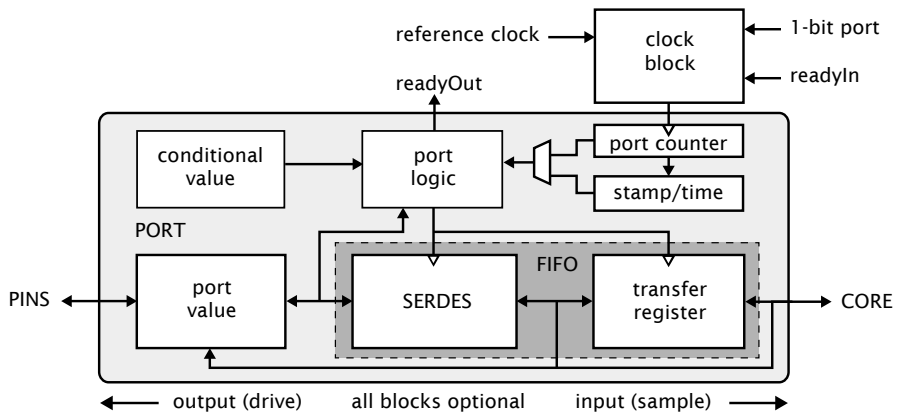 reference clock
clock
block
1-bit port
readyIn
readyOut
conditional
value
port
logic
port counter
stamp/time
PORT
FIFO
PINS
port
value
SERDES
transfer
register
CORE
output (drive)
all blocks optional
input (sample)